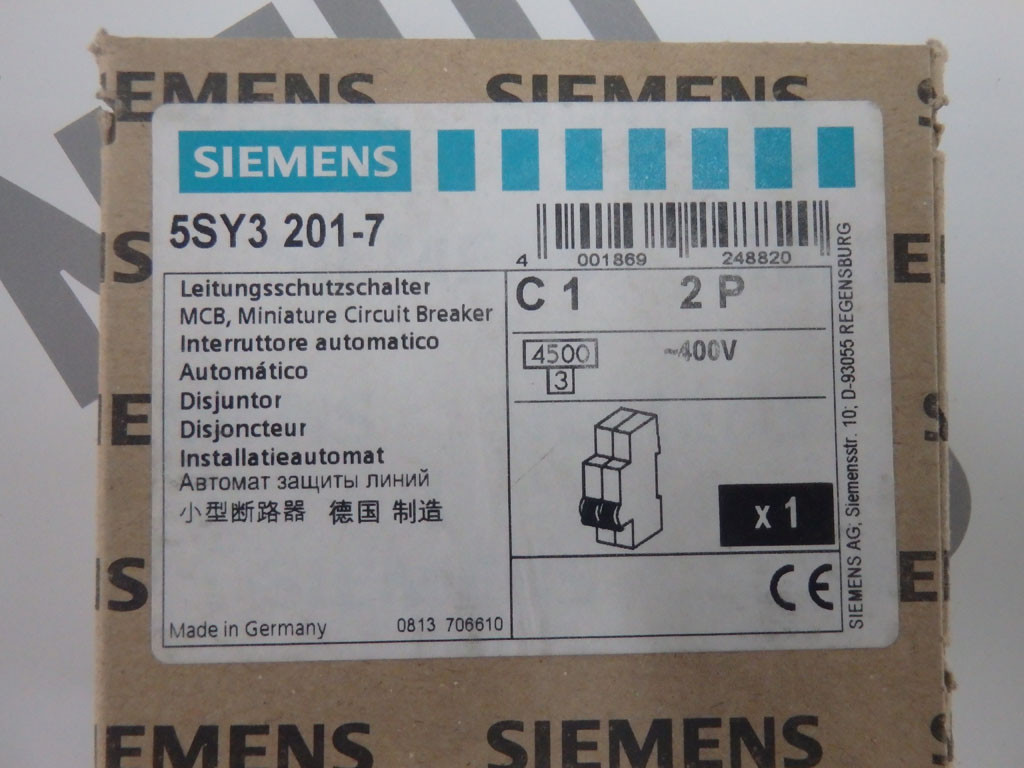 SIEMENS SIEMENS
SIEMENS
5SY3 201-7
4 001869 248820
Leitungsschutzschalter
MCB, Miniature Circuit Breaker
Interruttore automatico
Automático
Disjuntor
Disjoncteur
Installatieautomat
Автомат защиты линий
小型断路器 德国 制造
Made in Germany 0813 706610
C 1 2 P
4500 ~400V
3
x 1
CE
SIEMENS AG; Siemensstr. 10; D-93055 REGENSBURG
SIEMENS SIEMENS